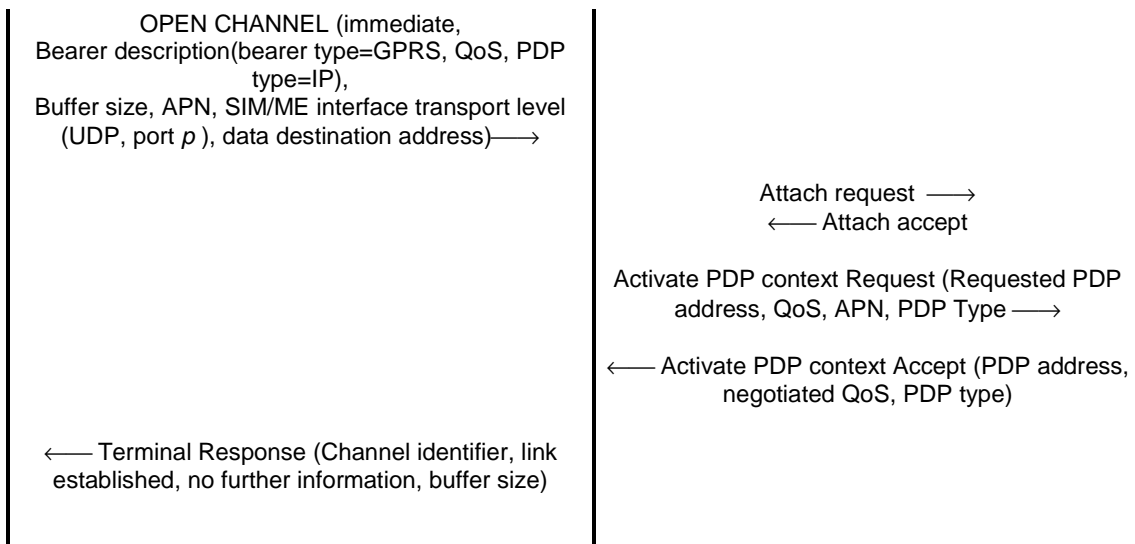 OPEN CHANNEL (immediate,
Bearer description(bearer type=GPRS, QoS, PDP
type=IP),
Buffer size, APN, SIM/ME interface transport level
(UDP, port p ), data destination address)⟶
Attach request ⟶
⟵ Attach accept
Activate PDP context Request (Requested PDP
address, QoS, APN, PDP Type ⟶
⟵ Activate PDP context Accept (PDP address,
negotiated QoS, PDP type)
⟵ Terminal Response (Channel identifier, link
established, no further information, buffer size)